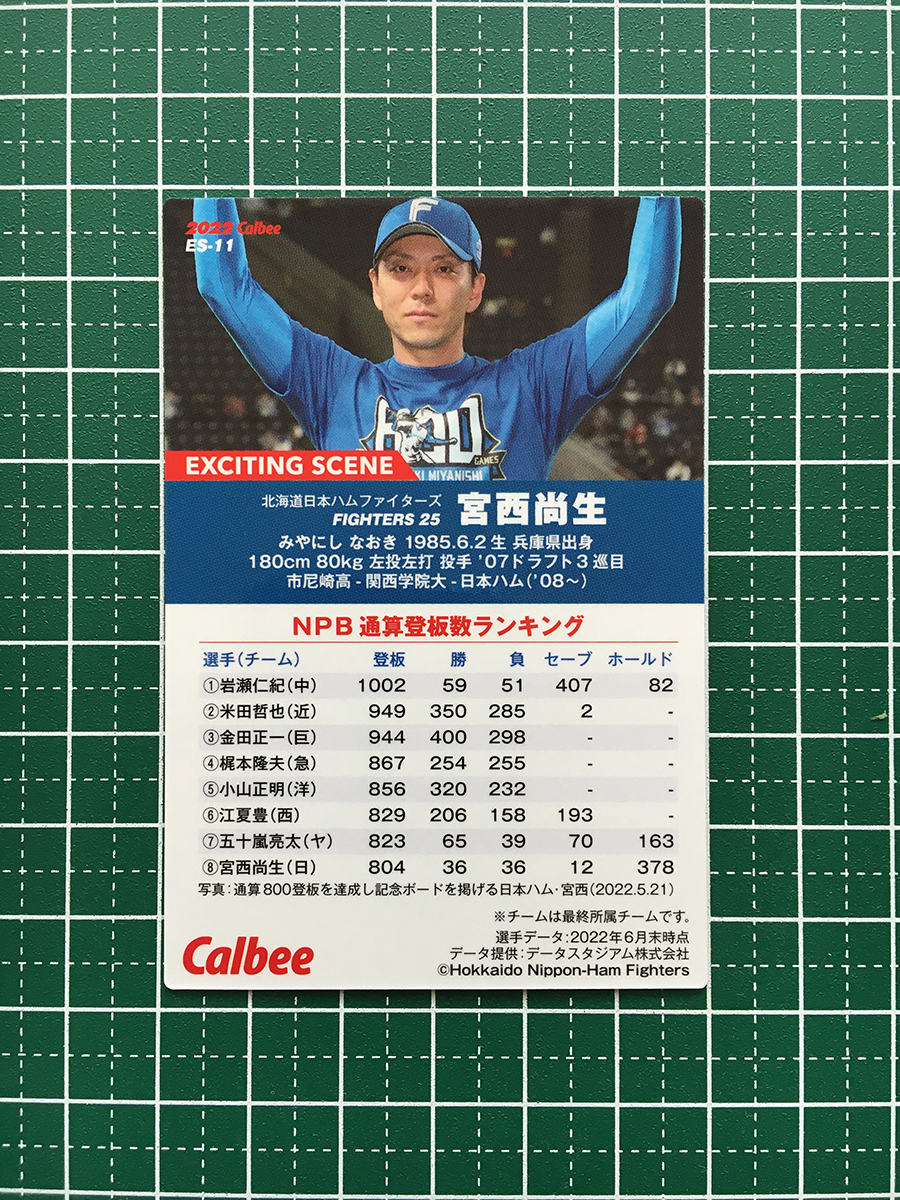 2022 Calbee
ES-11
F
GAMES
KI MIYANISHI
EXCITING SCENE
北海道日本ハムファイターズ
FIGHTERS 25 宮西尚生
みやにし なおき 1985.6.2生 兵庫県出身
180cm 80kg 左投左打 投手 '07ドラフト3巡目
市尼崎高-関西学院大-日本ハム('08〜)
NPB通算登板数ランキング
選手(チーム) 登板 勝 負 セーブ ホールド
①岩瀬仁紀(中) 1002 59 51 407 82
②米田哲也(近) 949 350 285 2 -
③金田正一(巨) 944 400 298 - -
④梶本隆夫(急) 867 254 255 - -
⑤小山正明(洋) 856 320 232 - -
⑥江夏豊(西) 829 206 158 193 -
⑦五十嵐亮太(ヤ) 823 65 39 70 163
⑧宮西尚生(日) 804 36 36 12 378
写真:通算800登板を達成し記念ボードを掲げる日本ハム・宮西(2022.5.21)
※チームは最終所属チームです。
選手データ:2022年6月末時点
データ提供:データスタジアム株式会社
Calbee
©Hokkaido Nippon-Ham Fighters